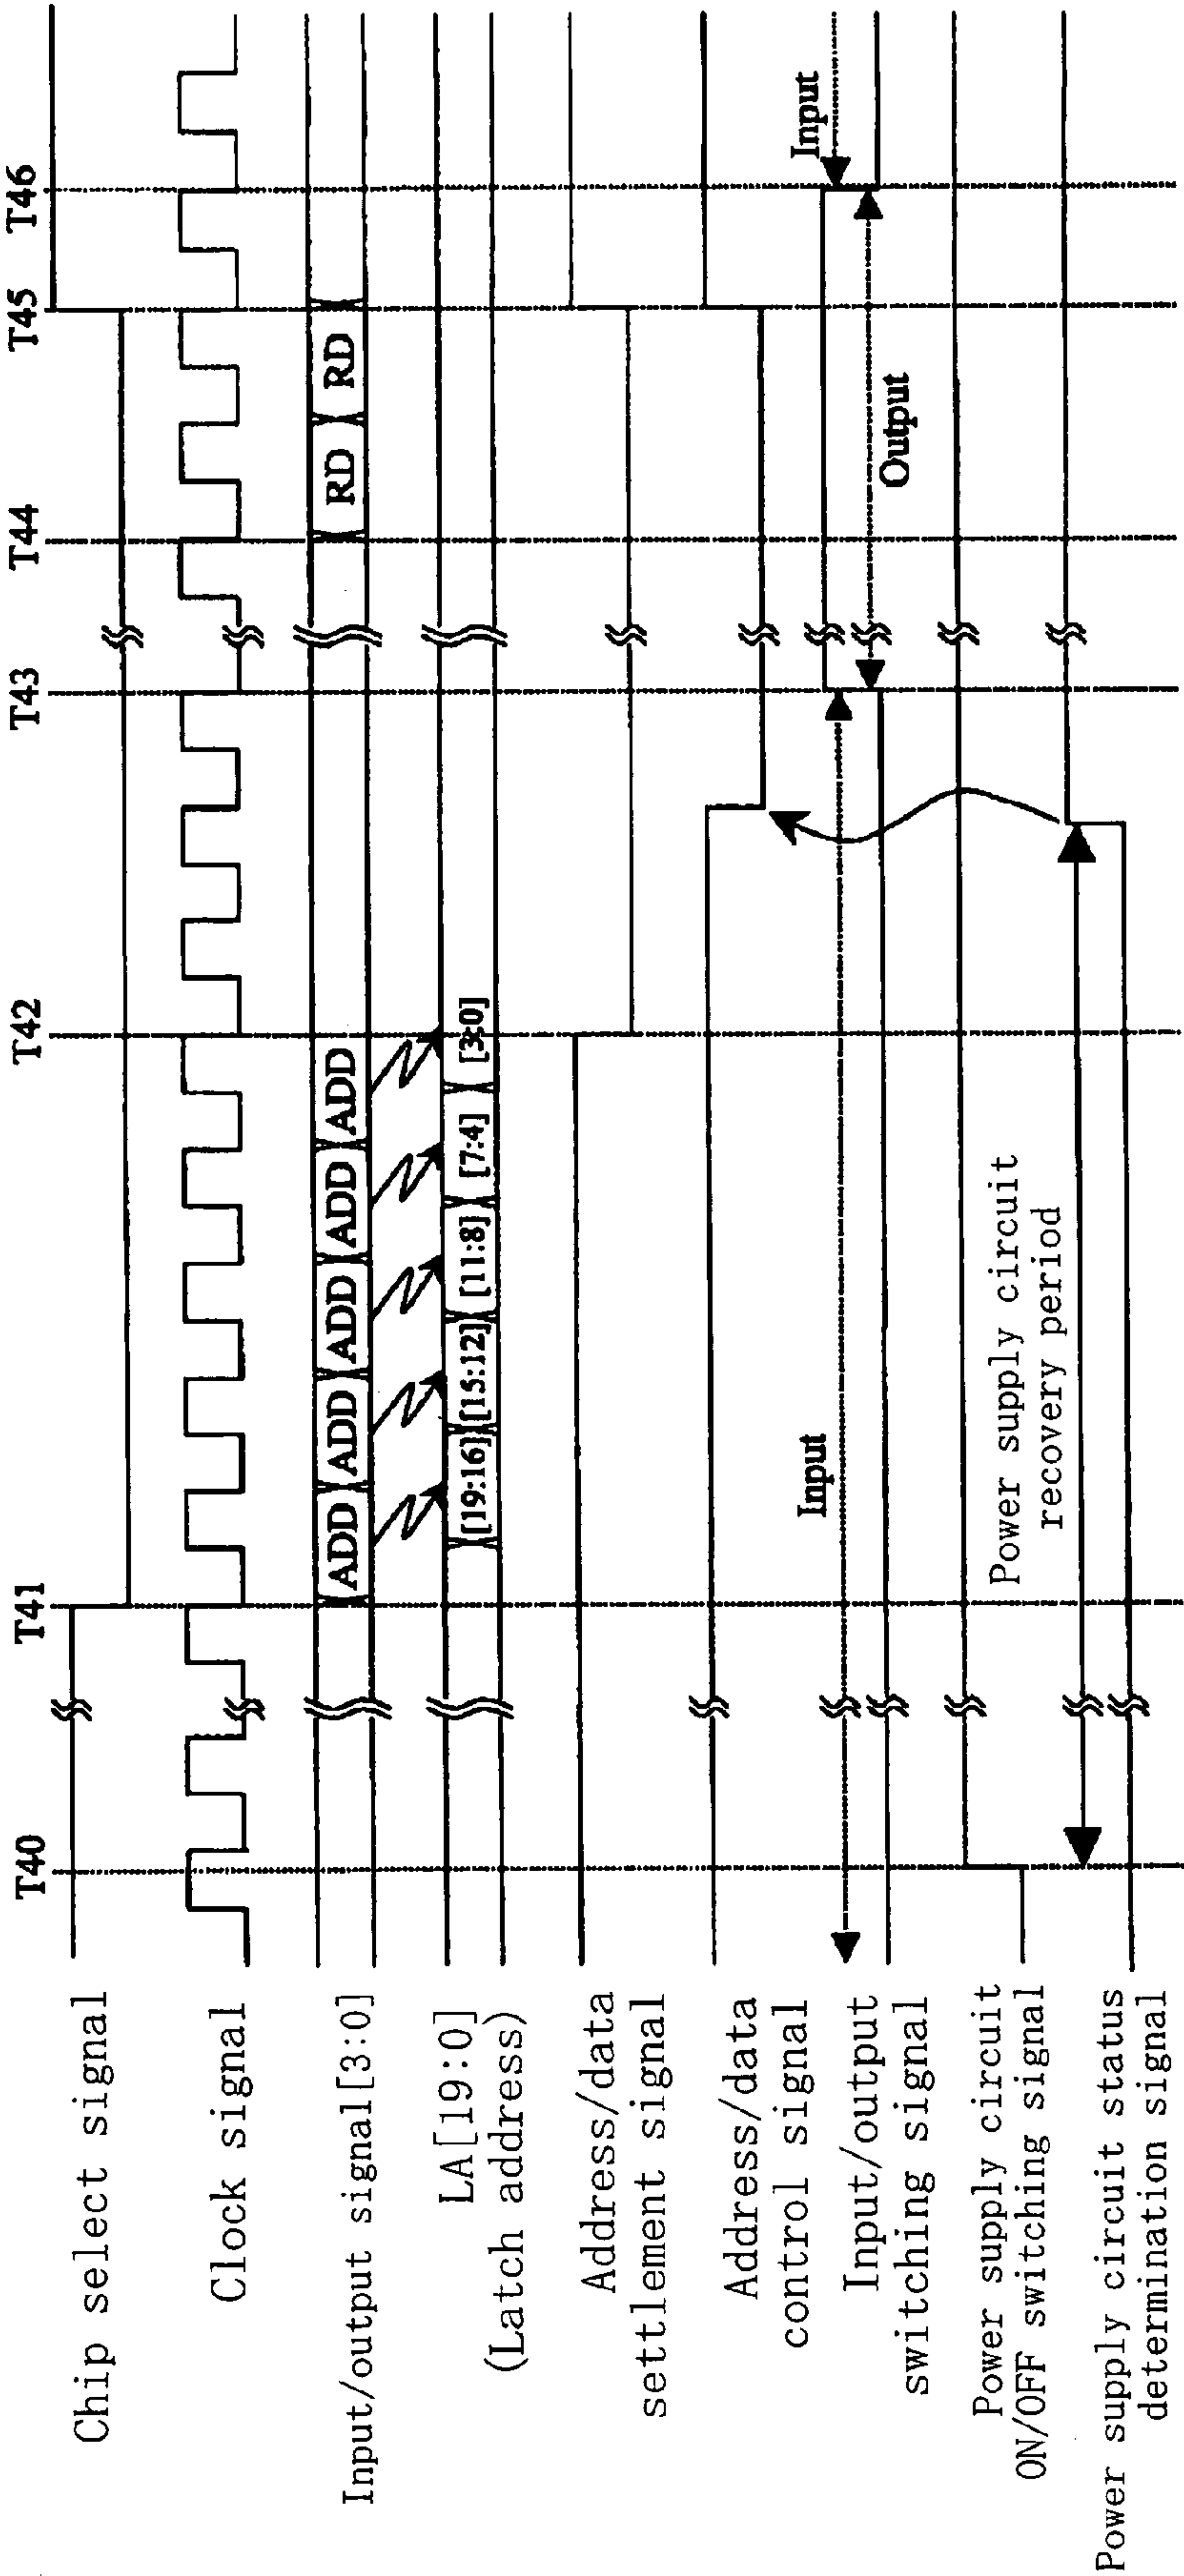 T40 T41 T42 T43 T44 T45 T46
Chip select signal
Clock signal
Input/output signal[3:0]
ADD ADD ADD ADD ADD RD RD
LA[19:0]
(Latch address)
[19:16] [15:12] [11:8] [7:4] [3:0]
Address/data
settlement signal
Address/data
control signal
Input/output
switching signal
Input
Output
Input
Power supply circuit
ON/OFF switching signal
Power supply circuit
recovery period
Power supply circuit status
determination signal